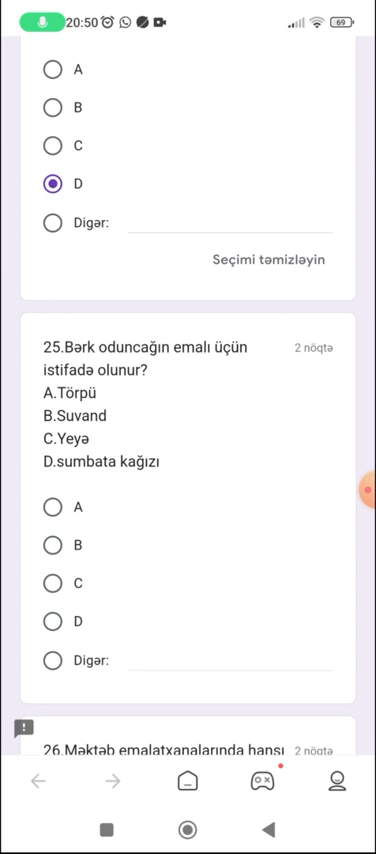 20:50
69
A
B
C
D
Digər:
Seçimi təmizləyin
25.Bərk oduncağın emalı üçün 2 nöqtə
istifadə olunur?
A.Törpü
B.Suvand
C.Yeyə
D.sumbata kağızı
A
B
C
D
Digər:
26.Məktəb emalatxanalarında hansı 2 nöqtə